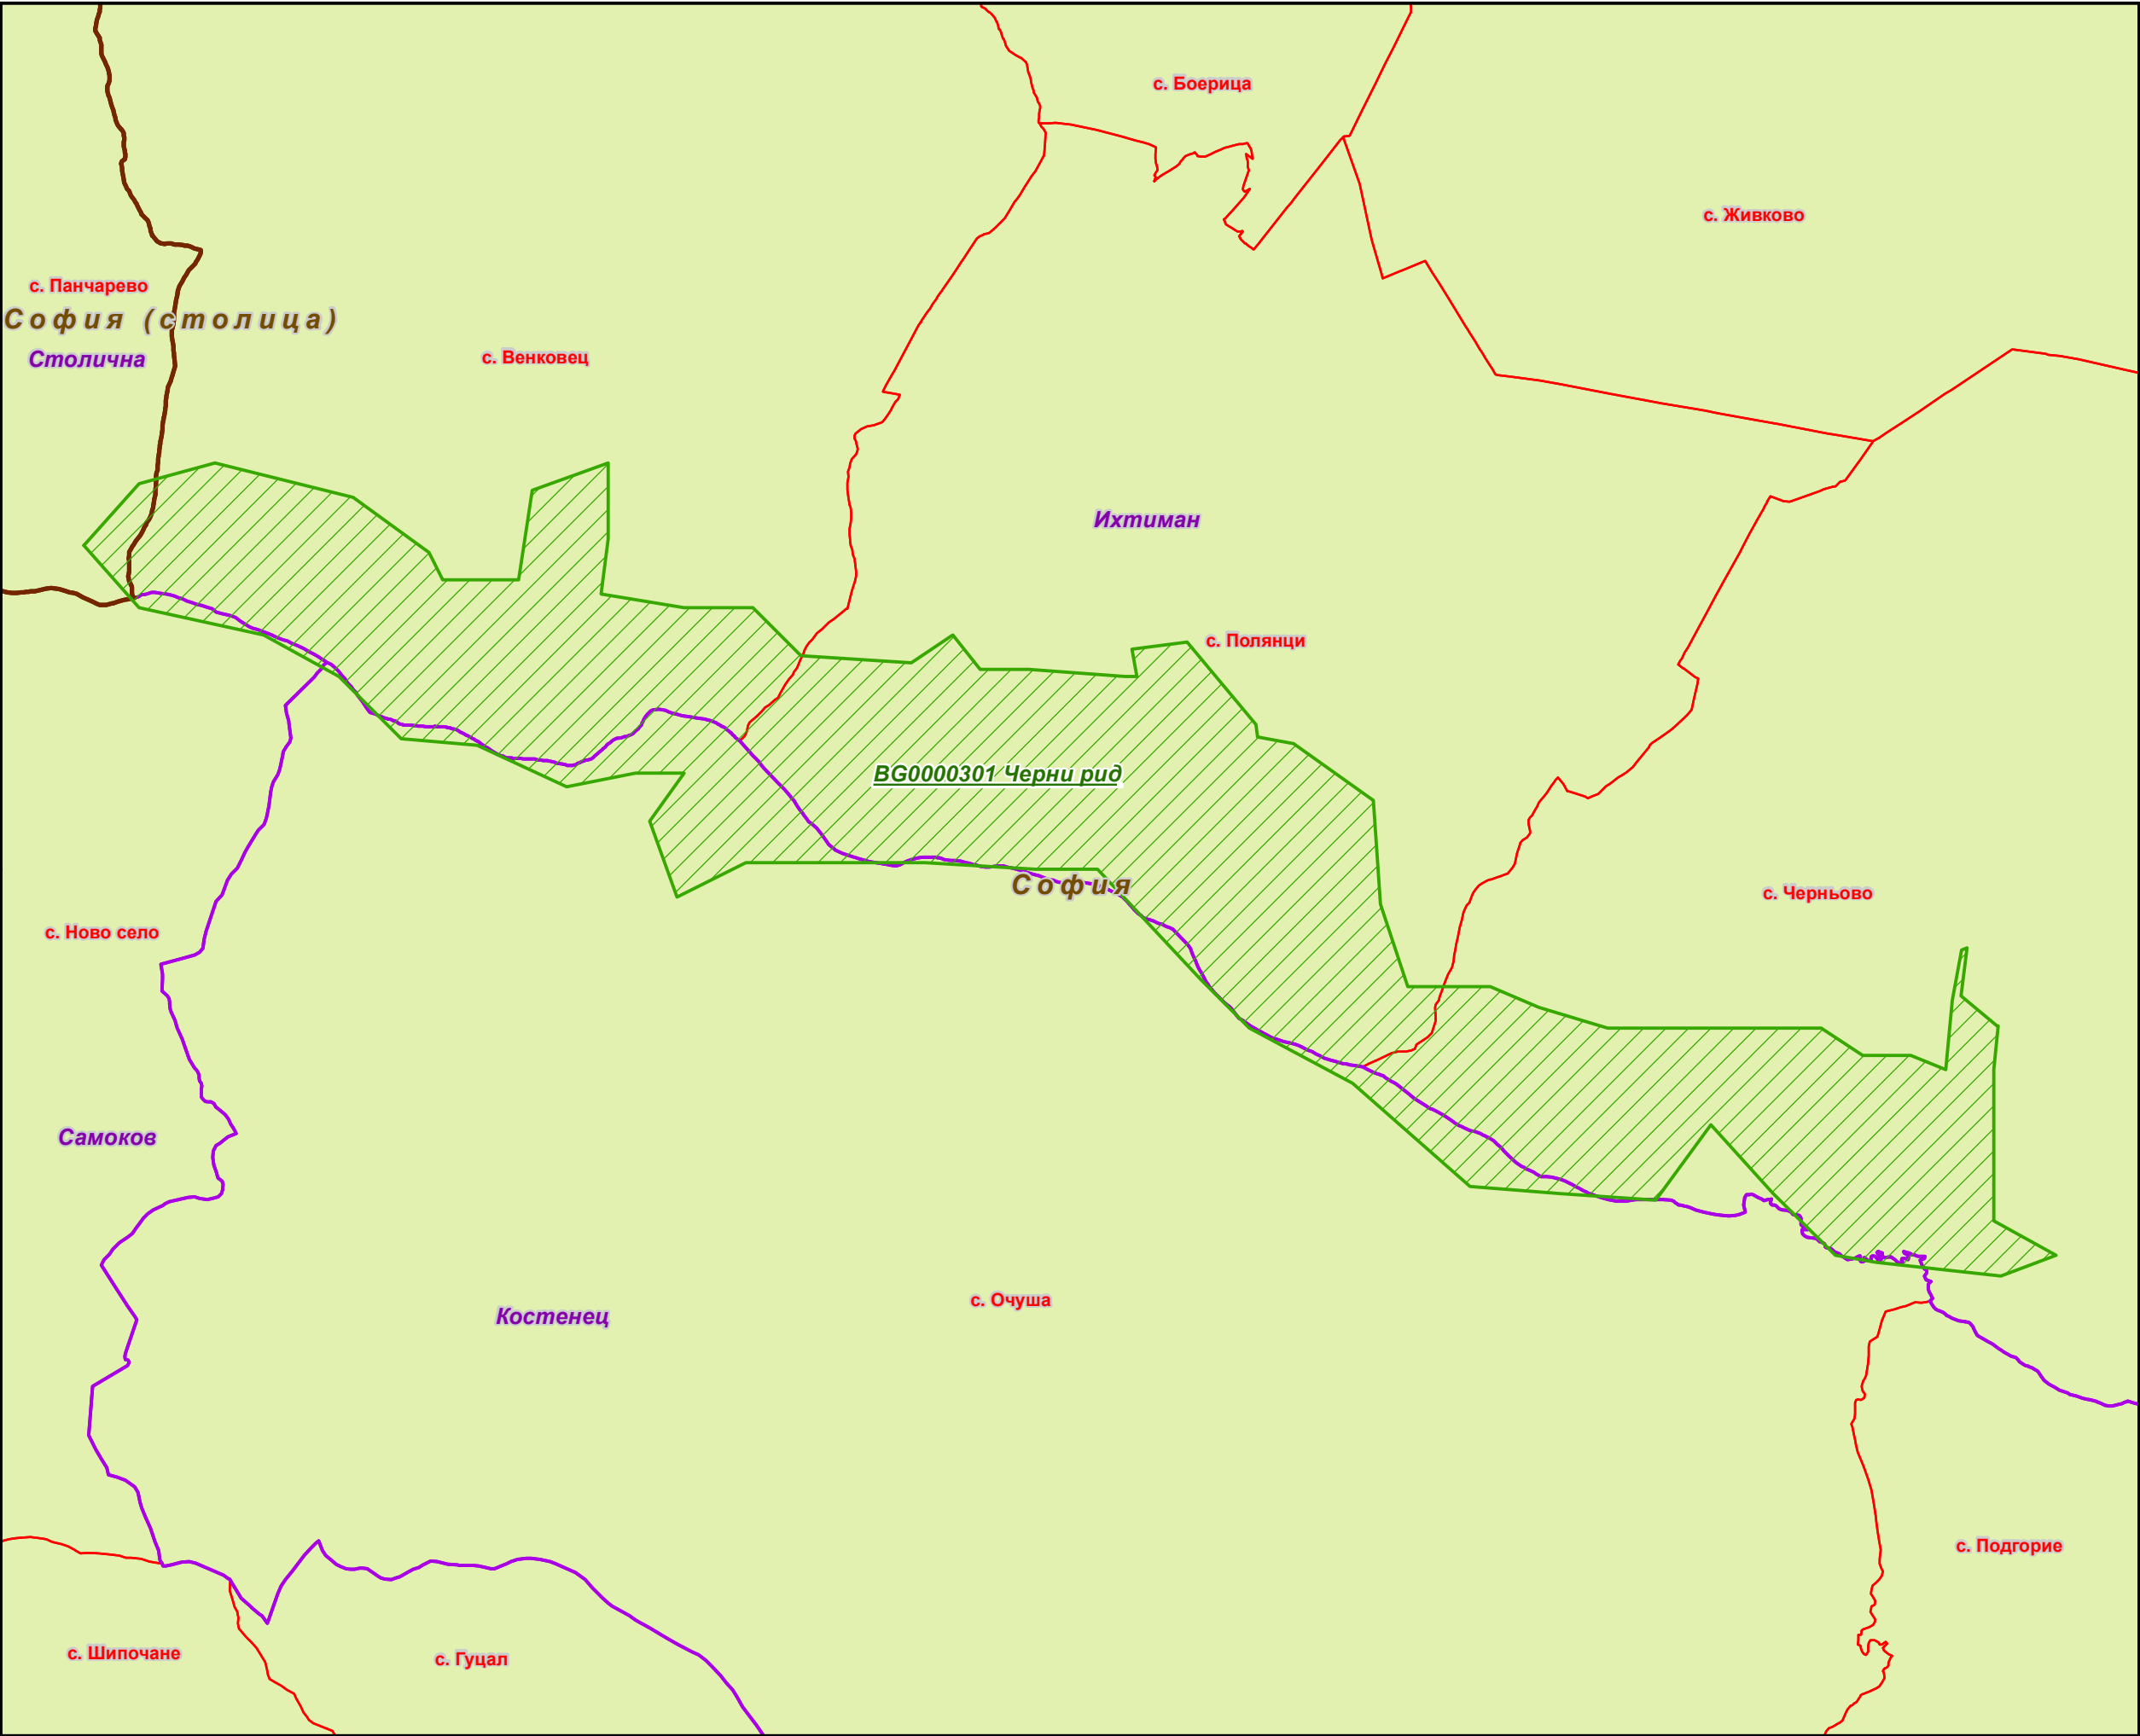 с. Боерица
с. Живково
с. Панчарево
София (столица)
Столична
с. Венковец
Ихтиман
с. Полянци
BG0000301 Черни рид
София
с. Черньово
с. Ново село
Самоков
с. Очуша
Костенец
с. Подгорие
с. Шипочане
с. Гуцал